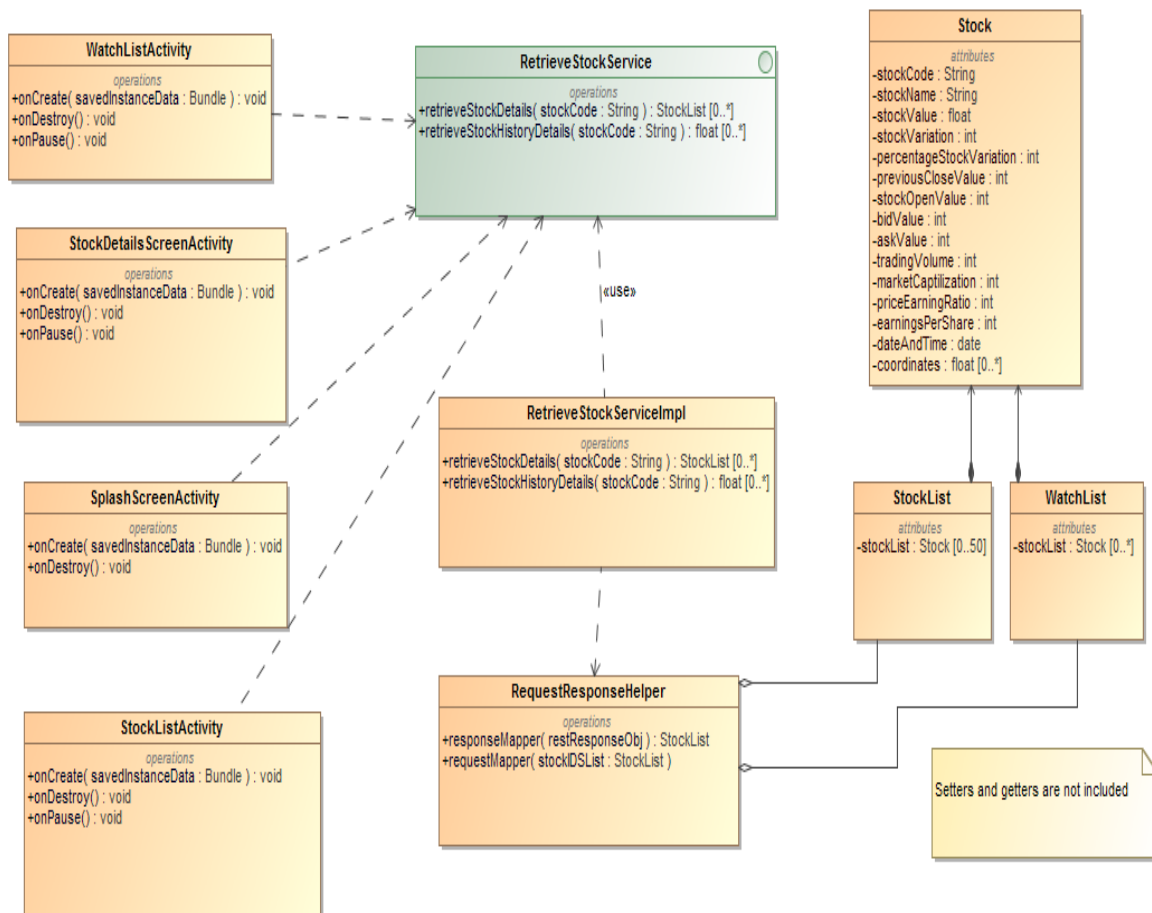 WatchListActivity
operations
+onCreate( savedInstanceData : Bundle ) : void
+onDestroy() : void
+onPause() : void
RetrieveStockService
operations
+retrieveStockDetails( stockCode : String ) : StockList [0..*]
+retrieveStockHistoryDetails( stockCode : String ) : float [0..*]
Stock
attributes
-stockCode : String
-stockName : String
-stockValue : float
-stockVariation : int
-percentageStockVariation : int
-previousCloseValue : int
-stockOpenValue : int
-bidValue : int
-askValue : int
-tradingVolume : int
-marketCaptilization : int
-priceEarningRatio : int
-earningsPerShare : int
-dateAndTime : date
-coordinates : float [0..*]
StockDetailsScreenActivity
operations
+onCreate( savedInstanceData : Bundle ) : void
+onDestroy() : void
+onPause() : void
«use»
RetrieveStockServiceImpl
operations
+retrieveStockDetails( stockCode : String ) : StockList [0..*]
+retrieveStockHistoryDetails( stockCode : String ) : float [0..*]
SplashScreenActivity
operations
+onCreate( savedInstanceData : Bundle ) : void
+onDestroy() : void
StockList
attributes
-stockList : Stock [0..50]
WatchList
attributes
-stockList : Stock [0..*]
RequestResponseHelper
operations
+responseMapper( restResponseObj ) : StockList
+requestMapper( stockIDSList : StockList )
StockListActivity
operations
+onCreate( savedInstanceData : Bundle ) : void
+onDestroy() : void
+onPause() : void
Setters and getters are not included